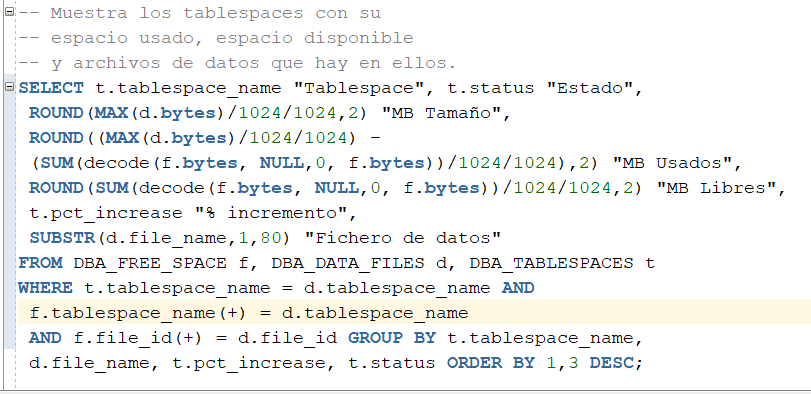 -- Muestra los tablespaces con su
-- espacio usado, espacio disponible
-- y archivos de datos que hay en ellos.
SELECT t.tablespace_name "Tablespace", t.status "Estado",
ROUND(MAX(d.bytes)/1024/1024,2) "MB Tamaño",
ROUND((MAX(d.bytes)/1024/1024) -
(SUM(decode(f.bytes, NULL,0, f.bytes))/1024/1024),2) "MB Usados",
ROUND(SUM(decode(f.bytes, NULL,0, f.bytes))/1024/1024,2) "MB Libres",
t.pct_increase "% incremento",
SUBSTR(d.file_name,1,80) "Fichero de datos"
FROM DBA_FREE_SPACE f, DBA_DATA_FILES d, DBA_TABLESPACES t
WHERE t.tablespace_name = d.tablespace_name AND
f.tablespace_name(+) = d.tablespace_name
AND f.file_id(+) = d.file_id GROUP BY t.tablespace_name,
d.file_name, t.pct_increase, t.status ORDER BY 1,3 DESC;